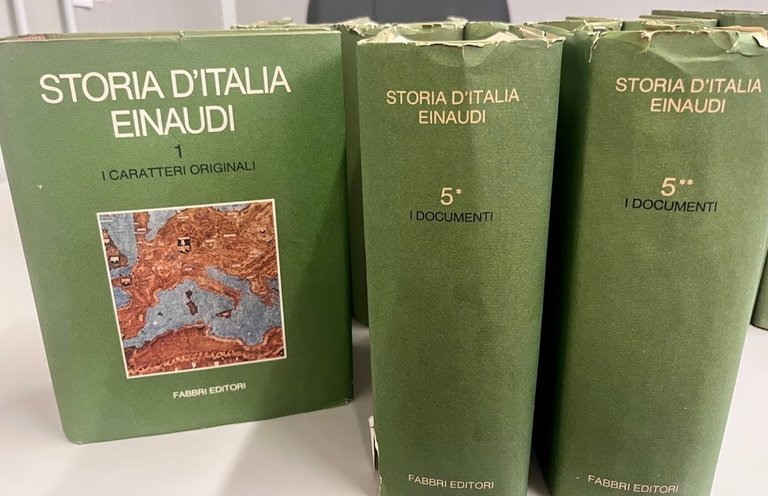 STORIA D'ITALIA
EINAUDI
1
I CARATTERI ORIGINALI
FABBRI EDITORI
STORIA D'ITALIA
EINAUDI
5*
I DOCUMENTI
FABBRI EDITORI
STORIA D'ITALIA
EINAUDI
5**
I DOCUMENTI
FABBRI EDITORI